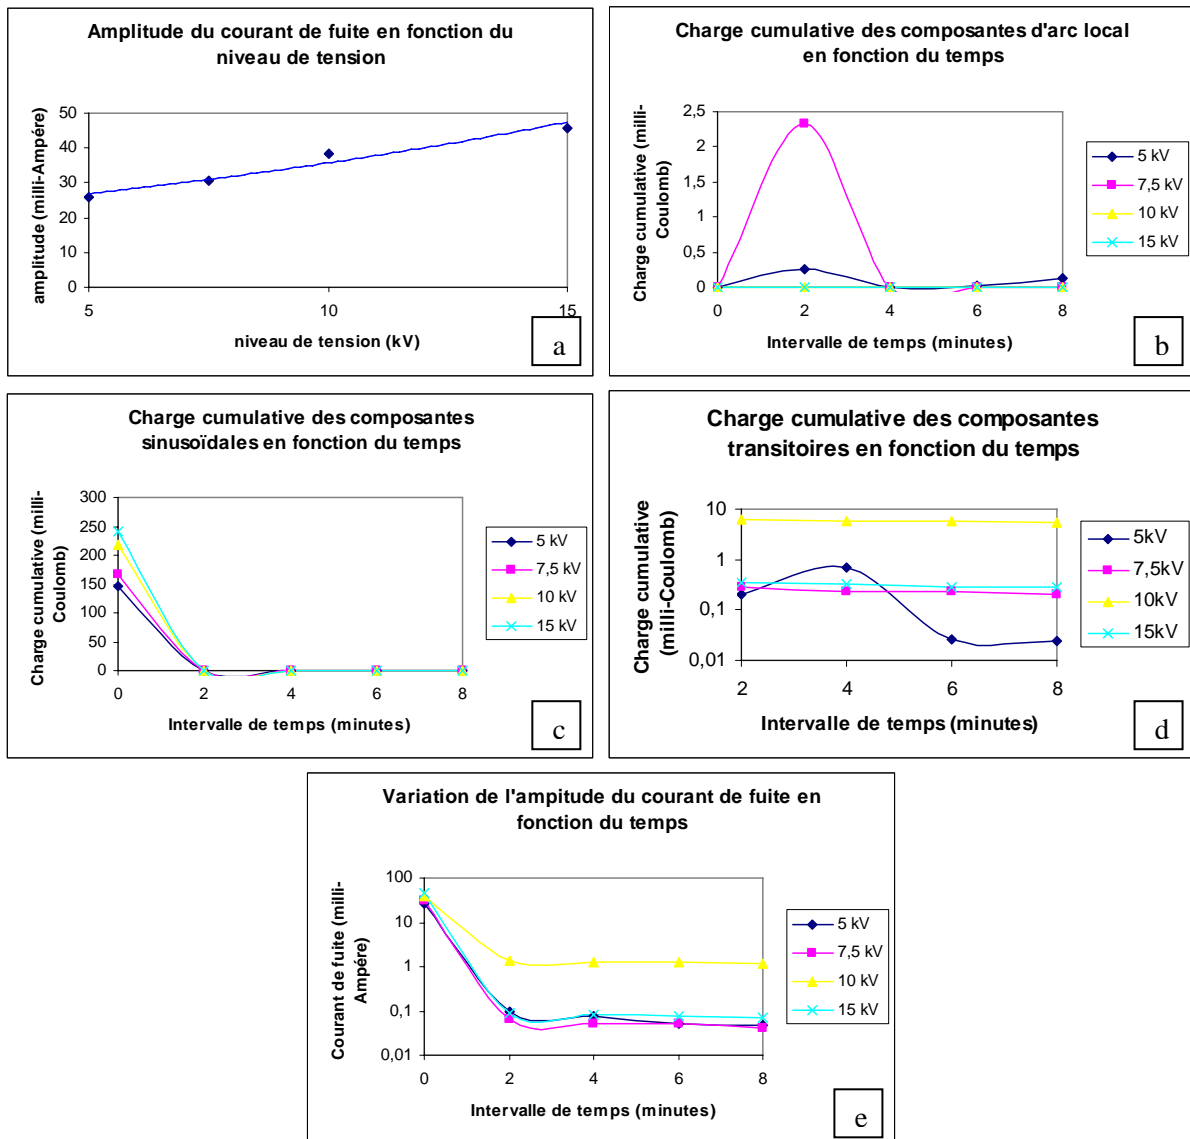 Amplitude du courant de fuite en fonction du
niveau de tension
amplitude (milli-Ampére)
50
40
30
20
10
0
5
10
15
niveau de tension (kV)
a
Charge cumulative des composantes d'arc local
en fonction du temps
Charge cumulative (milli-
Coulomb)
2,5
2
1,5
1
0,5
0
0
2
4
6
8
Intervalle de temps (minutes)
5 kV
7,5 kV
10 kV
15 kV
b
Charge cumulative des composantes
sinusoïdales en fonction du temps
Charge cumulative (milli-
Coulomb)
300
250
200
150
100
50
0
0
2
4
6
8
Intervalle de temps (minutes)
5 kV
7,5 kV
10 kV
15 kV
c
Charge cumulative des composantes
transitoires en fonction du temps
Charge cumulative
(milli-Coulomb)
10
1
0,1
0,01
2
4
6
8
Intervalle de temps (minutes)
5kV
7,5kV
10kV
15kV
d
Variation de l'ampitude du courant de fuite en
fonction du temps
Courant de fuite (milli-
Ampére)
100
10
1
0,1
0,01
0
2
4
6
8
Intervalle de temps (minutes)
5 kV
7,5 kV
10 kV
15 kV
e